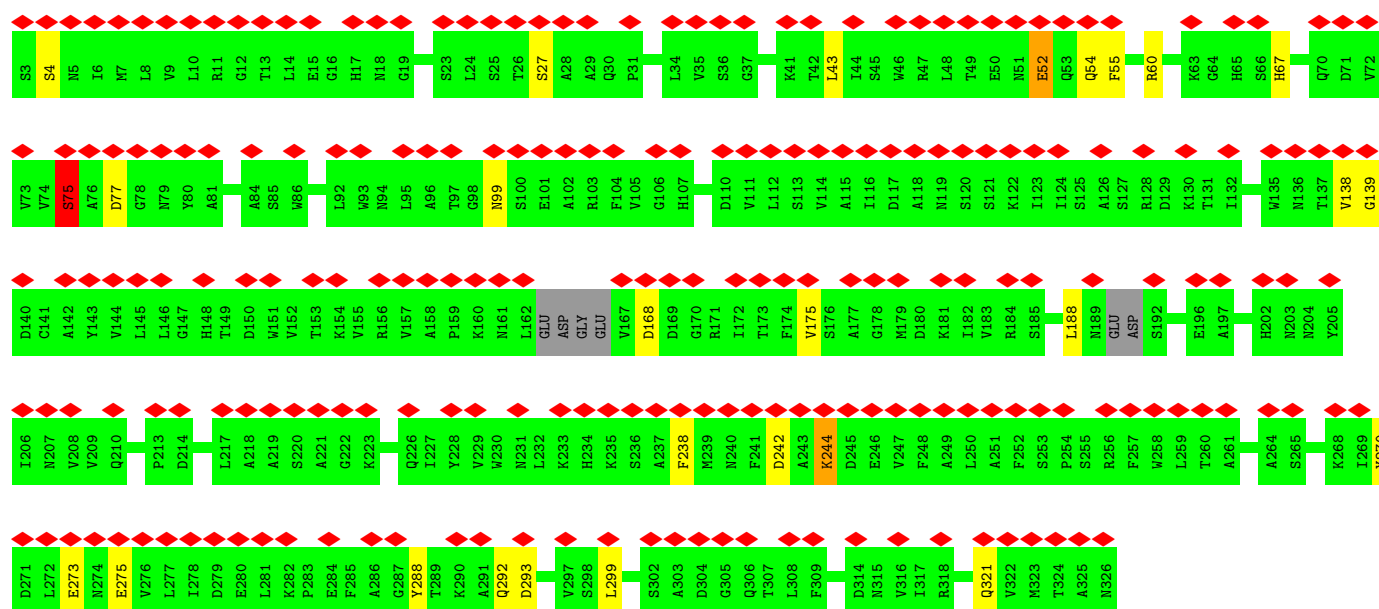 S3 S4 N5 I6 M7 L8 V9 L10 R11 G12 T13 L14 E15 G16 H17 N18 G19 S23 L24 S25 T26 S27 A28 A29 Q30 P31 L34 V35 S36 G37 K41 T42 L43 I44 S45 W46 R47 L48 T49 E50 N51 E52 Q53 Q54 F55 R60 K63 G64 H65 S66 H67 Q70 D71 V72
V73 V74 S75 A76 D77 G78 N79 Y80 A81 A84 S85 W86 L92 W93 N94 L95 A96 T97 G98 N99 S100 E101 A102 R103 F104 V105 G106 H107 D110 V111 L112 S113 V114 A115 I116 D117 A118 N119 S120 S121 K122 I123 I124 S125 A126 S127 R128 D129 K130 T131 I132 W135 N136 T137 V138 G139
D140 C141 A142 Y143 V144 L145 L146 G147 H148 T149 D150 W151 V152 T153 K154 V155 R156 V157 A158 P159 K160 N161 L162 GLU ASP GLY GLU V167 D168 D169 G170 R171 I172 T173 F174 V175 S176 A177 G178 M179 D180 K181 I182 V183 R184 S185 L188 N189 GLU ASP S192 E196 A197 H202 N203 N204 Y205
I206 N207 V208 V209 Q210 P213 D214 L217 A218 A219 S220 A221 G222 K223 Q226 I227 Y228 V229 W230 N231 L232 K233 H234 K235 S236 A237 F238 M239 N240 F241 D242 A243 K244 D245 E246 V247 F248 A249 L250 A251 F252 S253 P254 S255 R256 F257 W258 L259 T260 A261 A264 S265 K268 I269
D271 L272 E273 N274 E275 V276 L277 I278 D279 E280 L281 K282 P283 E284 F285 A286 G287 Y288 T289 K290 A291 Q292 D293 V297 S298 L299 S302 A303 D304 G305 Q306 T307 L308 F309 D314 N315 V316 I317 R318 Q321 V322 M323 T324 A325 N326